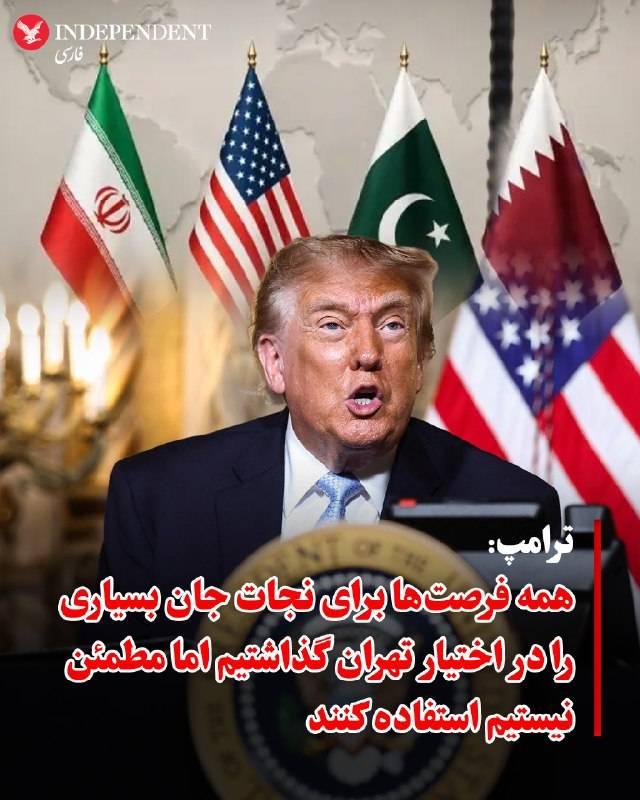 INDEPENDENT
فارسی
ترامپ:
همه فرصت‌ها برای نجات جان بسیاری
را در اختیار تهران گذاشتیم اما مطمئن
نیستیم استفاده کنند